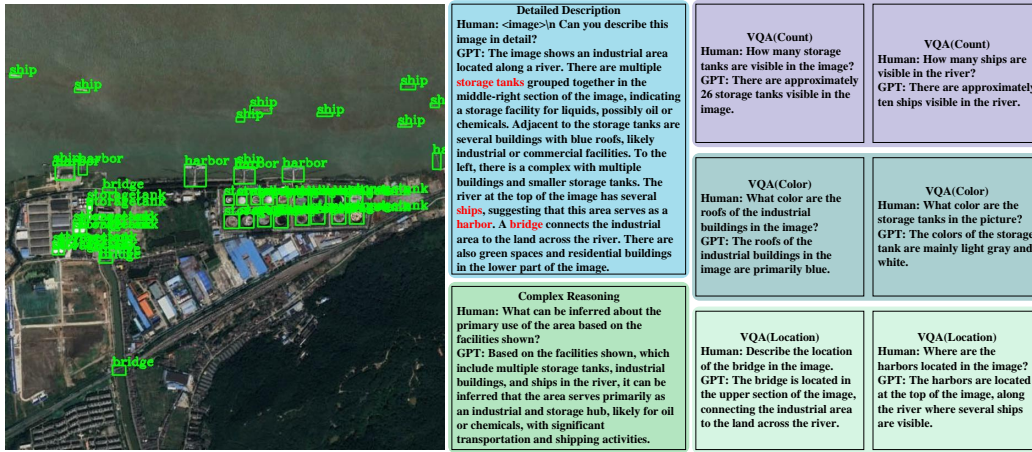 ship
ship
ship
ship
ship
ship
ship
ship
harbor
harbor
harbor
ship
harbor
harbor
bridge
storagetank
bridge
bridge
Detailed Description
Human: <image>\n Can you describe this
image in detail?
GPT: The image shows an industrial area
located along a river. There are multiple
storage tanks grouped together in the
middle-right section of the image, indicating
a storage facility for liquids, possibly oil or
chemicals. Adjacent to the storage tanks are
several buildings with blue roofs, likely
industrial or commercial facilities. To the
left, there is a complex with multiple
buildings and smaller storage tanks. The
river at the top of the image has several
ships, suggesting that this area serves as a
harbor. A bridge connects the industrial
area to the land across the river. There are
also green spaces and residential buildings
in the lower part of the image.
Complex Reasoning
Human: What can be inferred about the
primary use of the area based on the
facilities shown?
GPT: Based on the facilities shown, which
include multiple storage tanks, industrial
buildings, and ships in the river, it can be
inferred that the area serves primarily as
an industrial and storage hub, likely for oil
or chemicals, with significant
transportation and shipping activities.
VQA(Count)
Human: How many storage
tanks are visible in the image?
GPT: There are approximately
26 storage tanks visible in the
image.
VQA(Count)
Human: How many ships are
visible in the river?
GPT: There are approximately
ten ships visible in the river.
VQA(Color)
Human: What color are the
roofs of the industrial
buildings in the image?
GPT: The roofs of the
industrial buildings in the
image are primarily blue.
VQA(Color)
Human: What color are the
storage tanks in the picture?
GPT: The colors of the storage
tank are mainly light gray and
white.
VQA(Location)
Human: Describe the location
of the bridge in the image.
GPT: The bridge is located in
the upper section of the image,
connecting the industrial area
to the land across the river.
VQA(Location)
Human: Where are the
harbors located in the image?
GPT: The harbors are located
at the top of the image, along
the river where several ships
are visible.